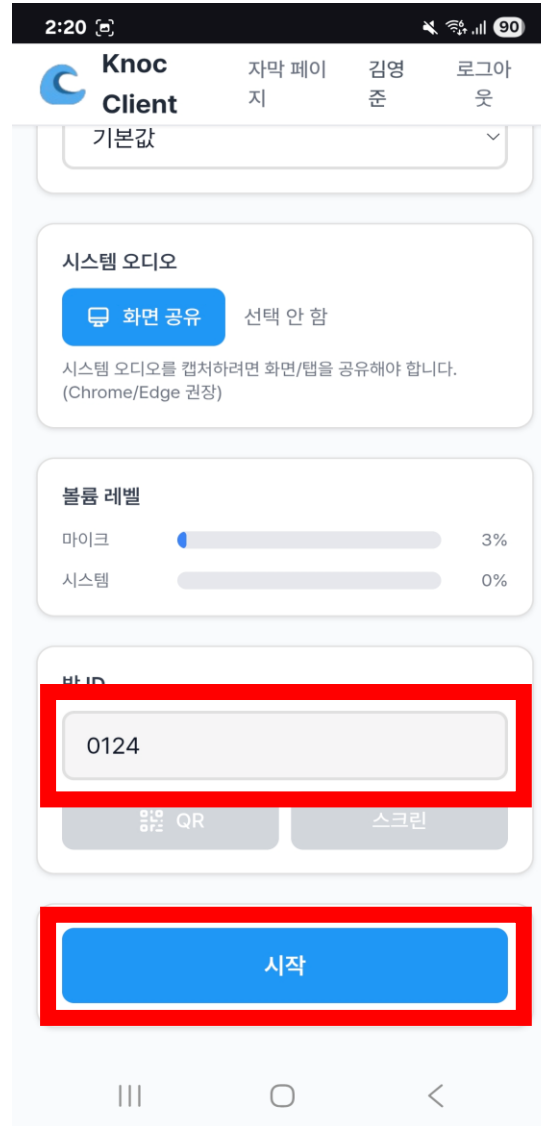 2:20
90
Knoc
Client
자막 페이
지
김영
준
로그아
웃
기본값
시스템 오디오
화면 공유 선택 안 함
시스템 오디오를 캡처하려면 화면/탭을 공유해야 합니다.
(Chrome/Edge 권장)
볼륨 레벨
마이크 3%
시스템 0%
방 ID
0124
QR 스크린
시작